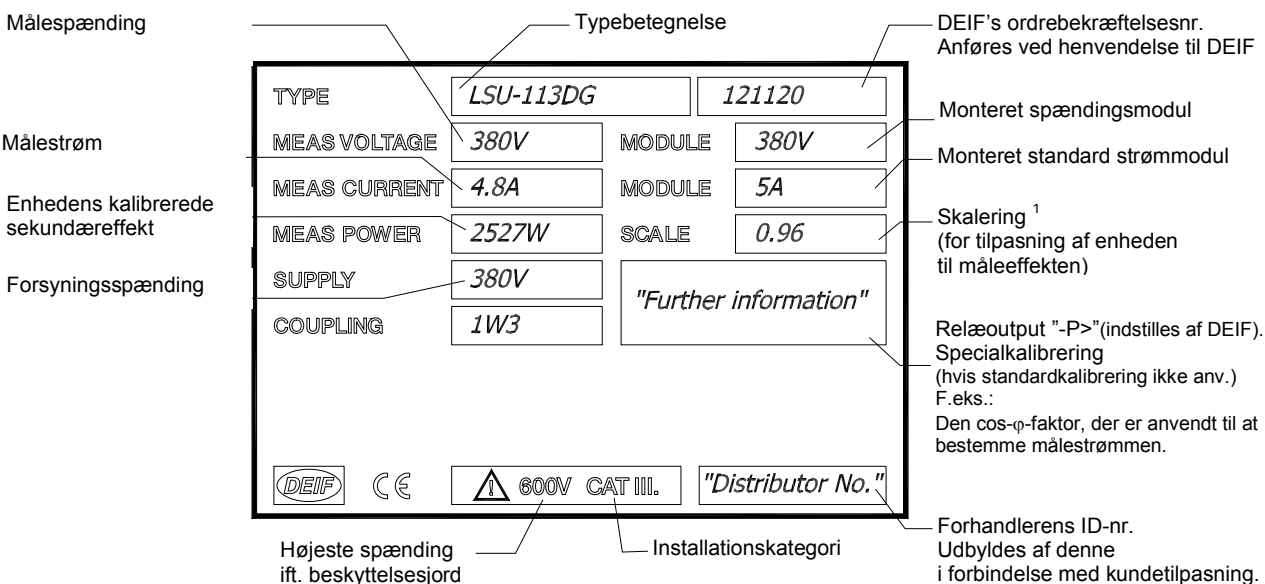 Målespænding
Typebetegnelse
DEIF's ordrebekræftelsesnr.
Anføres ved henvendelse til DEIF
TYPE LSU-113DG 121120
Monteret spændingsmodul
MEAS VOLTAGE 380V MODULE 380V
Målestrøm
Monteret standard strømmodul
MEAS CURRENT 4.8A MODULE 5A
Enhedens kalibrerede
sekundæreffekt
Skalering 1
(for tilpasning af enheden
til måleeffekten)
MEAS POWER 2527W SCALE 0.96
Forsyningsspænding
SUPPLY 380V
"Further information"
COUPLING 1W3
Relæoutput ”-P>”(indstilles af DEIF).
Specialkalibrering
(hvis standardkalibrering ikke anv.)
F.eks.:
Den cos-φ-faktor, der er anvendt til at
bestemme målestrømmen.
DEIF CE 600V CAT III. "Distributor No."
Højeste spænding
ift. beskyttelsesjord
Installationskategori
Forhandlerens ID-nr.
Udbyldes af denne
i forbindelse med kundetilpasning.